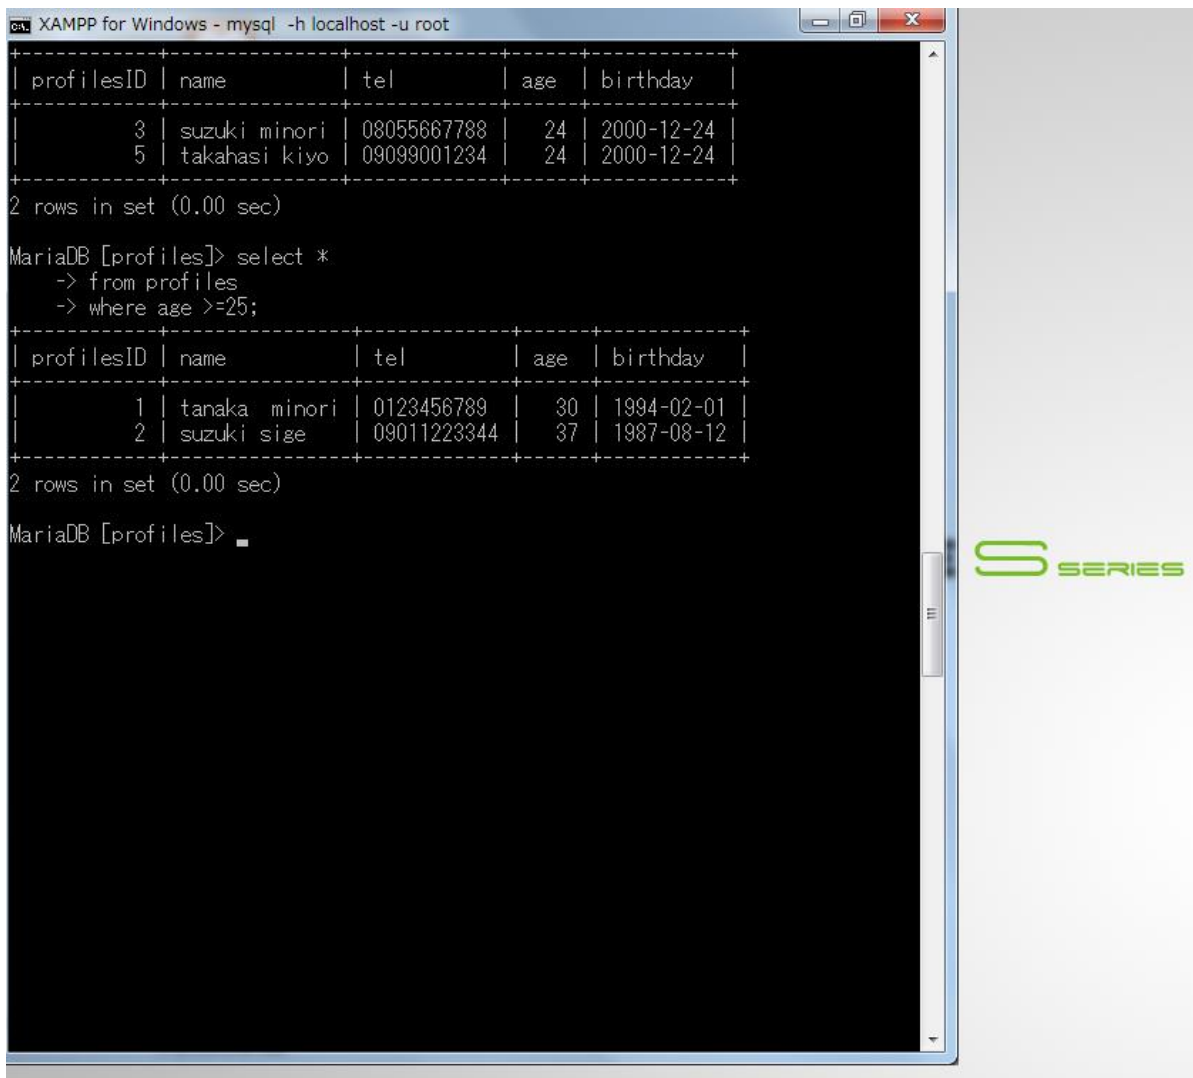 XAMPP for Windows - mysql -h localhost -u root
+------------+---------------+-------------+------+------------+
| profilesID | name          | tel         | age  | birthday   |
+------------+---------------+-------------+------+------------+
|          3 | suzuki minori | 08055667788 |   24 | 2000-12-24 |
|          5 | takahasi kiyo | 09099001234 |   24 | 2000-12-24 |
+------------+---------------+-------------+------+------------+
2 rows in set (0.00 sec)
MariaDB [profiles]> select *
    -> from profiles
    -> where age >=25;
+------------+----------------+-------------+------+------------+
| profilesID | name           | tel         | age  | birthday   |
+------------+----------------+-------------+------+------------+
|          1 | tanaka  minori | 0123456789  |   30 | 1994-02-01 |
|          2 | suzuki sige    | 09011223344 |   37 | 1987-08-12 |
+------------+----------------+-------------+------+------------+
2 rows in set (0.00 sec)
MariaDB [profiles]>
S SERIES